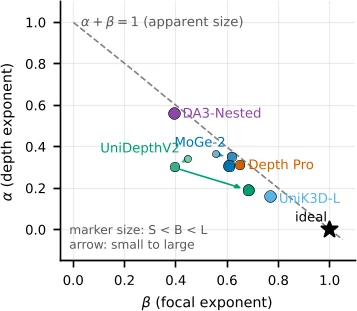 α + β = 1 (apparent size)
DA3-Nested
MoGe-2
UniDepthV2
Depth Pro
UniK3D-L
ideal
marker size: S < B < L
arrow: small to large
1.0
0.8
0.6
0.4
0.2
0.0
α (depth exponent)
0.0 0.2 0.4 0.6 0.8 1.0
β (focal exponent)